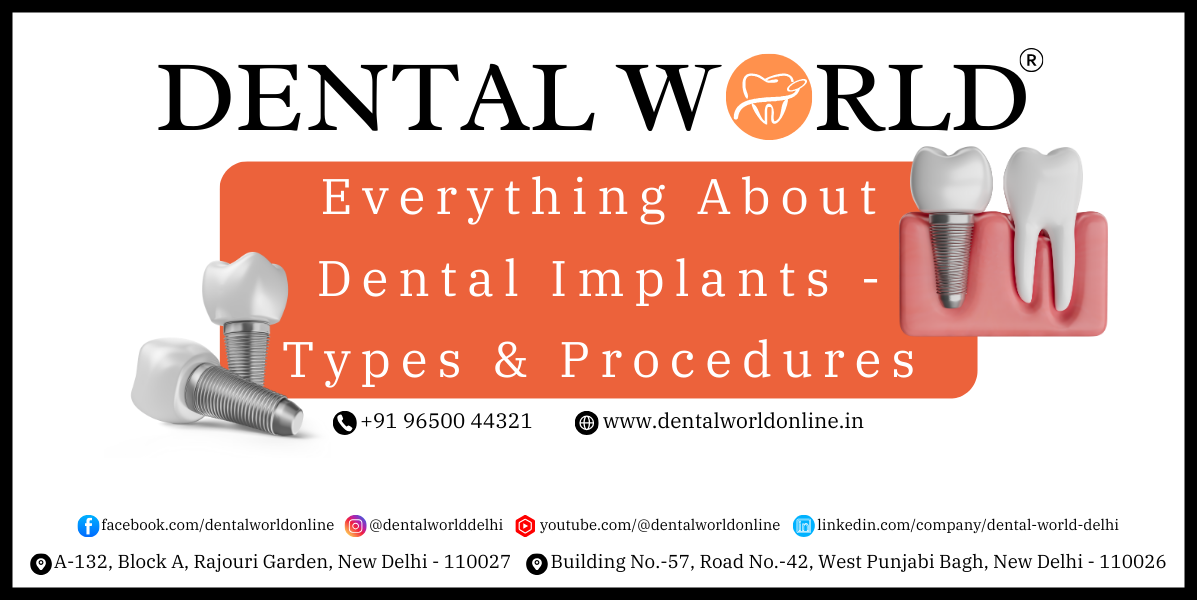 DENTAL WORLD®
Everything About
Dental Implants -
Types & Procedures
+91 96500 44321 www.dentalworldonline.in
facebook.com/dentalworldonline @dentalworlddelhi youtube.com/@dentalworldonline linkedin.com/company/dental-world-delhi
A-132, Block A, Rajouri Garden, New Delhi - 110027 Building No.-57, Road No.-42, West Punjabi Bagh, New Delhi - 110026